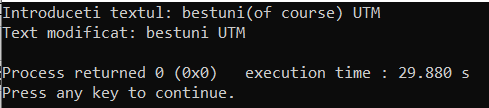 Introduceti textul: bestuni(of course) UTM
Text modificat: bestuni UTM
Process returned 0 (0x0)   execution time : 29.880 s
Press any key to continue.